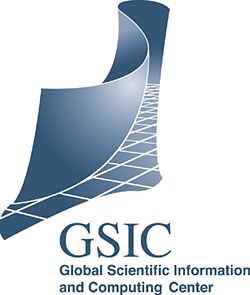 GSIC
Global Scientific Information
and Computing Center